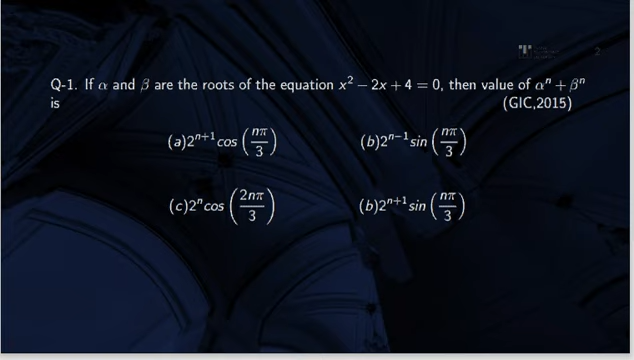 2
Q-1. If α and β are the roots of the equation x² − 2x + 4 = 0, then value of αⁿ + βⁿ
is (GIC,2015)
(a)2ⁿ⁺¹cos(nπ/3) (b)2ⁿ⁻¹sin(nπ/3)
(c)2ⁿcos(2nπ/3) (b)2ⁿ⁺¹sin(nπ/3)